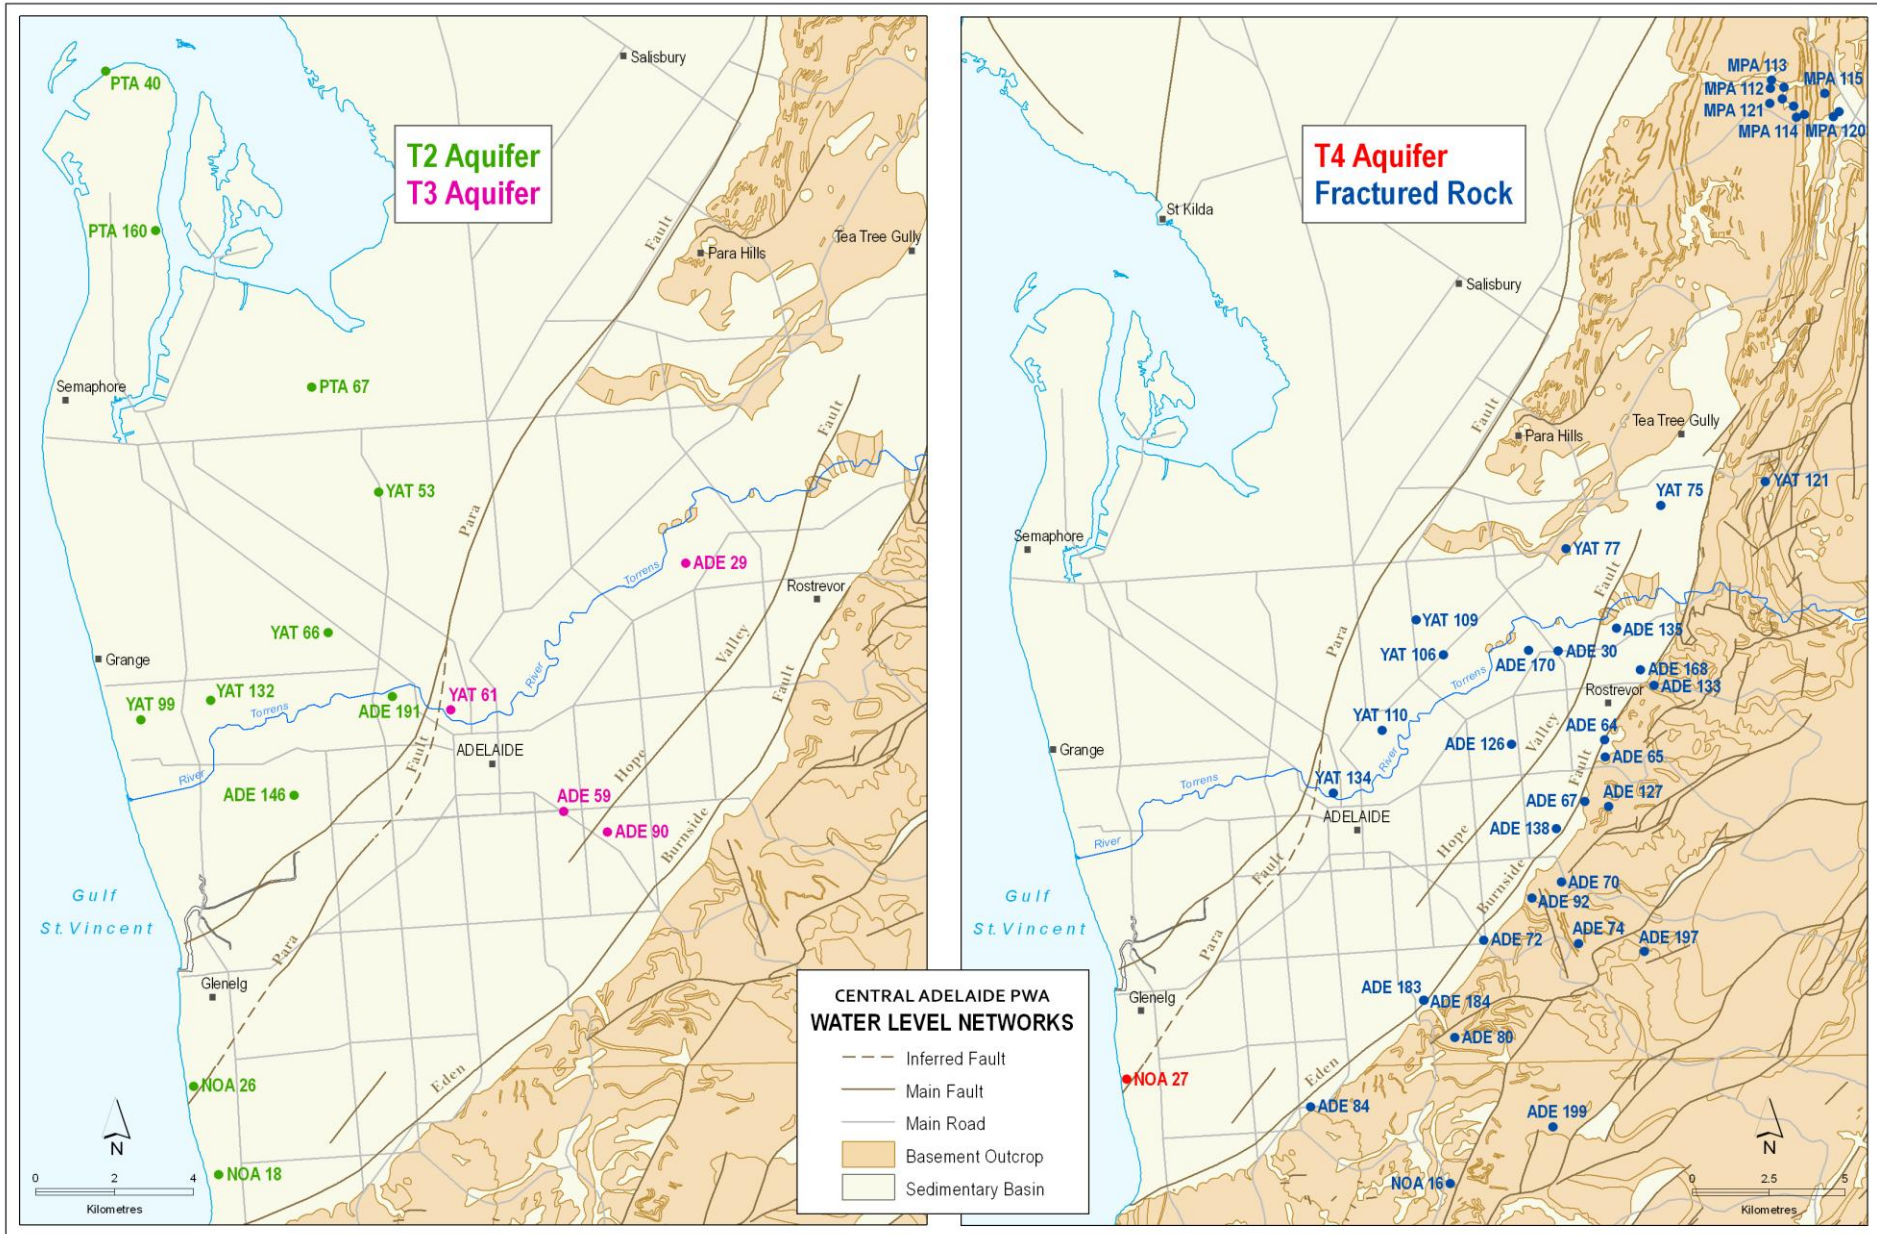 PTA 40
Salisbury
T2 Aquifer
T3 Aquifer
PTA 160
Fault
Para Hills
Tea Tree Gully
Semaphore
PTA 67
Fault
YAT 53
Para
Torrens
ADE 29
Rostrevor
YAT 66
Valley
Grange
River
Fault
YAT 132
YAT 99
Torrens
ADE 191
YAT 61
ADELAIDE
Fault
Hope
River
ADE 146
ADE 59
ADE 90
Burnside
Gulf
St. Vincent
Para
Glenelg
Eden
NOA 26
N
NOA 18
0 2 4
Kilometres
CENTRAL ADELAIDE PWA
WATER LEVEL NETWORKS
Inferred Fault
Main Fault
Main Road
Basement Outcrop
Sedimentary Basin
MPA 113
MPA 115
MPA 112
MPA 121
MPA 114
MPA 120
T4 Aquifer
Fractured Rock
St Kilda
Salisbury
Fault
Tea Tree Gully
Para Hills
YAT 121
YAT 75
Semaphore
YAT 77
Fault
YAT 109
Para
ADE 135
YAT 106
ADE 170
ADE 30
ADE 168
Torrens
ADE 133
Rostrevor
YAT 110
ADE 64
Valley
Grange
ADE 126
ADE 65
River
Fault
Torrens
YAT 134
ADE 67
ADE 127
ADELAIDE
ADE 138
River
Hope
Fault
ADE 70
Burnside
ADE 92
Gulf
St. Vincent
ADE 72
ADE 74
ADE 197
Para
ADE 183
ADE 184
Glenelg
ADE 80
NOA 27
Eden
ADE 84
ADE 199
N
NOA 16
0 2.5 5
Kilometres